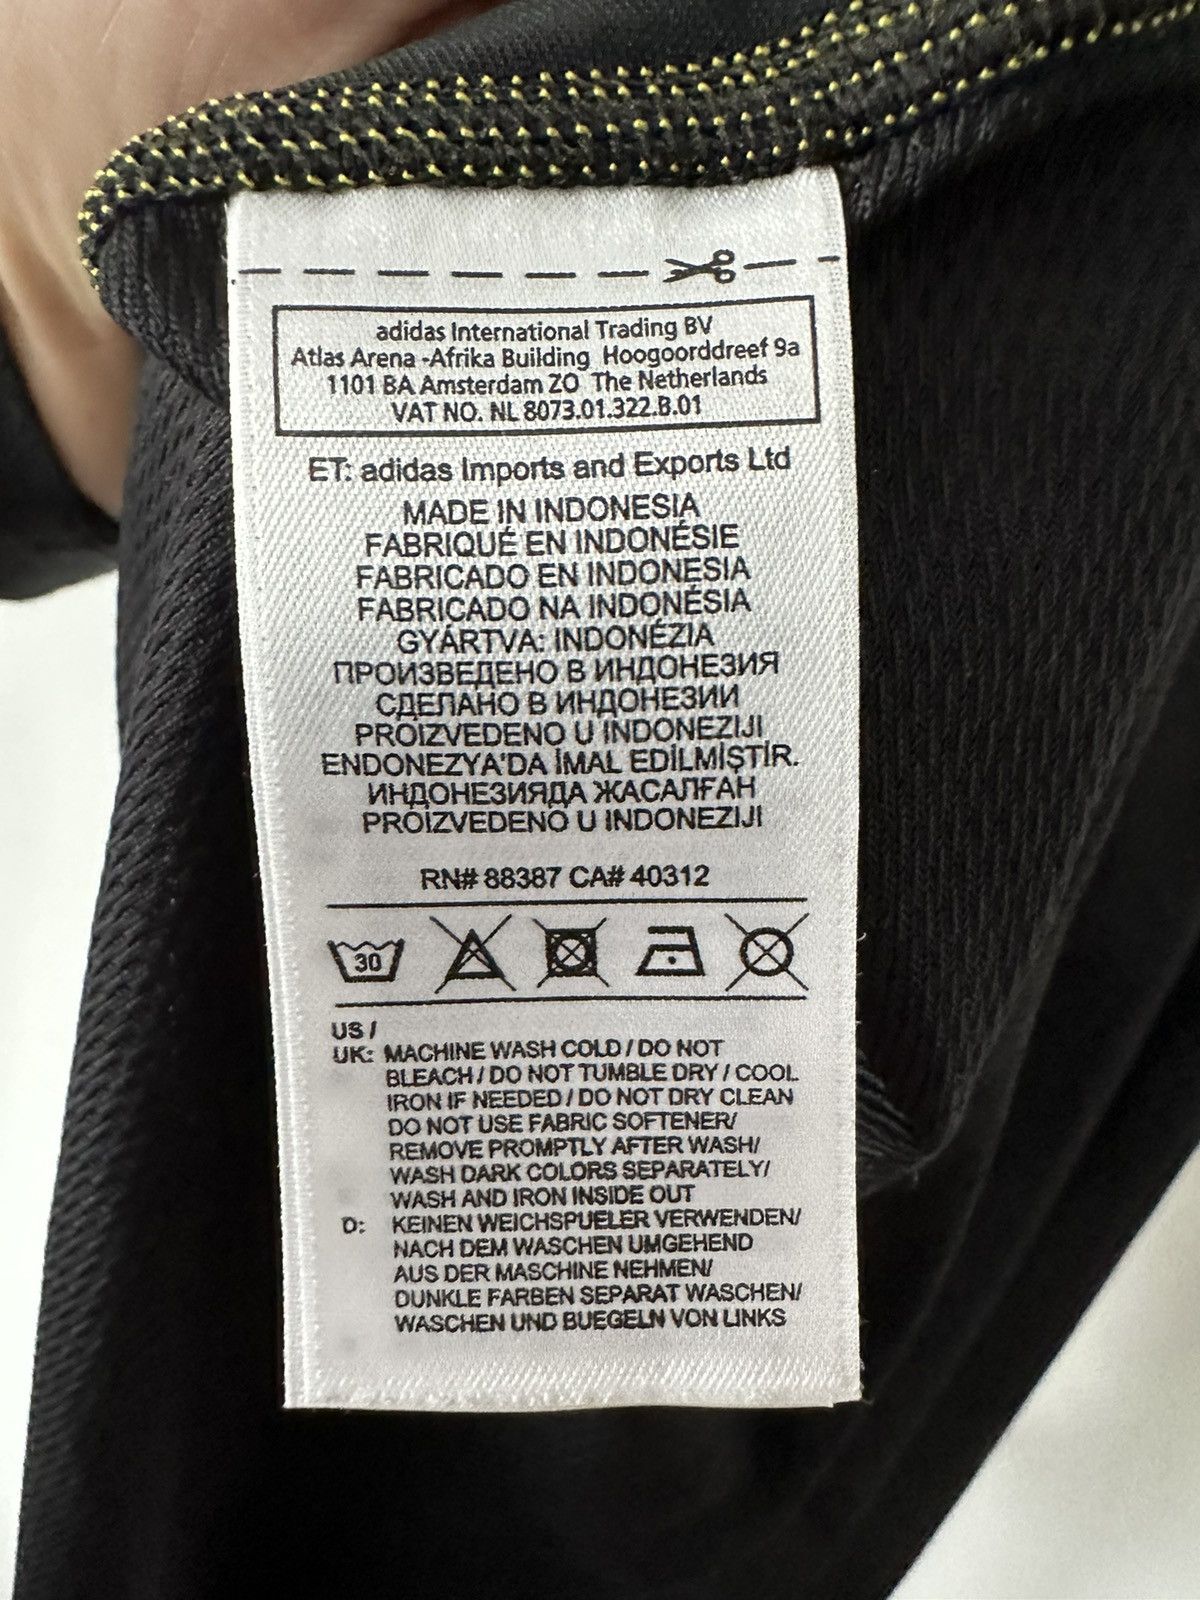 adidas International Trading BV
Atlas Arena -Afrika Building Hoogoorddreef 9a
1101 BA Amsterdam ZO The Netherlands
VAT NO. NL 8073.01.322.B.01
ET: adidas Imports and Exports Ltd
MADE IN INDONESIA
FABRIQUÉ EN INDONÉSIE
FABRICADO EN INDONESIA
FABRICADO NA INDONÉSIA
GYÁRTVA: INDONÉZIA
ПРОИЗВЕДЕНО В ИНДОНЕЗИЯ
СДЕЛАНО В ИНДОНЕЗИИ
PROIZVEDENO U INDONEZIJI
ENDONEZYA'DA İMAL EDİLMİŞTİR.
ИНДОНЕЗИЯДА ЖАСАЛҒАН
PROIZVEDENO U INDONEZIJI
RN# 88387 CA# 40312
30
US /
UK: MACHINE WASH COLD / DO NOT
BLEACH / DO NOT TUMBLE DRY / COOL
IRON IF NEEDED / DO NOT DRY CLEAN
DO NOT USE FABRIC SOFTENER/
REMOVE PROMPTLY AFTER WASH/
WASH DARK COLORS SEPARATELY/
WASH AND IRON INSIDE OUT
D: KEINEN WEICHSPUELER VERWENDEN/
NACH DEM WASCHEN UMGEHEND
AUS DER MASCHINE NEHMEN/
DUNKLE FARBEN SEPARAT WASCHEN/
WASCHEN UND BUEGELN VON LINKS